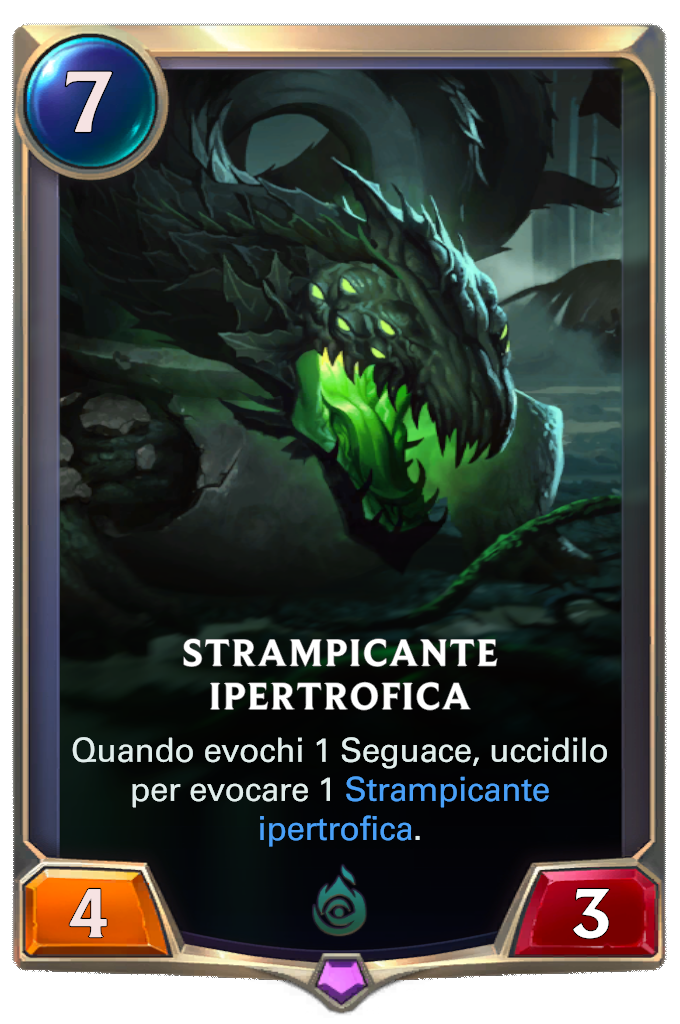 7
STRAMPICANTE
IPERTROFICA
Quando evochi 1 Seguace, uccidilo
per evocare 1 Strampicante
ipertrofica.
4
3